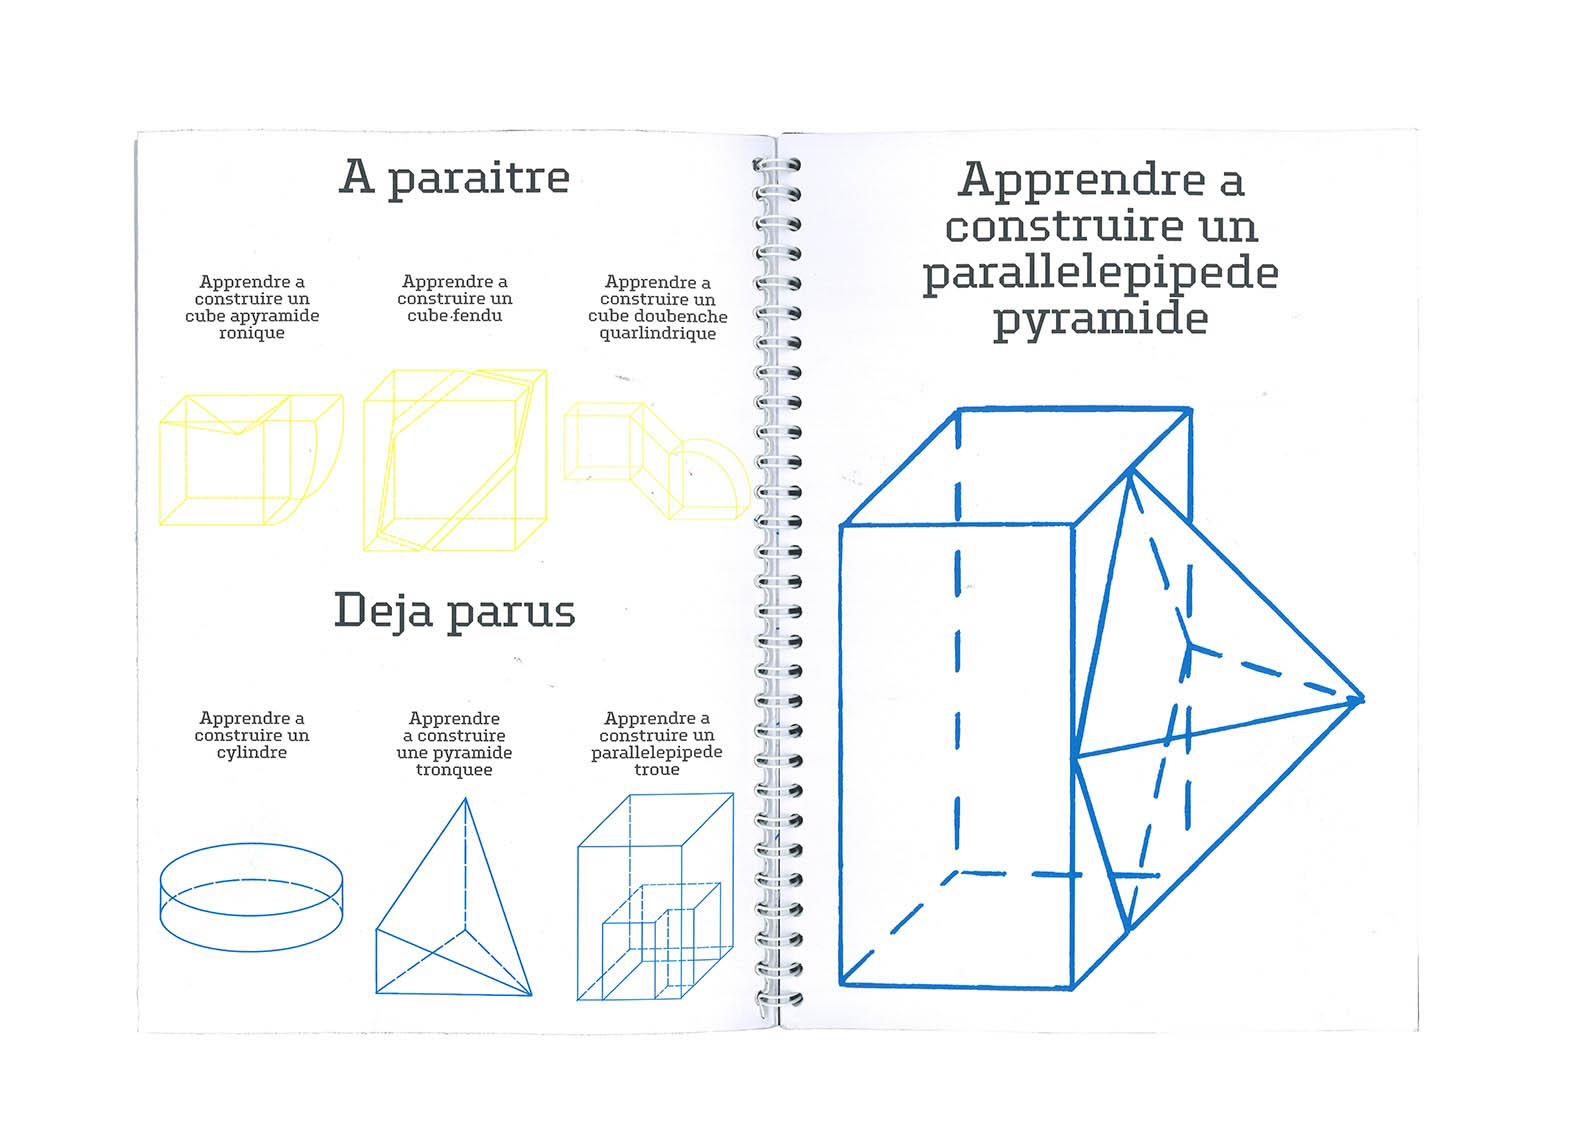 A paraitre
Apprendre a
construire un
cube apyramide
ronique
Apprendre a
construire un
cube·fendu
Apprendre a
construire un
cube doubenche
quarlindrique
Deja parus
Apprendre a
construire un
cylindre
Apprendre
a construire
une pyramide
tronquee
Apprendre a
construire un
parallelepipede
troue
Apprendre a
construire un
parallelepipede
pyramide